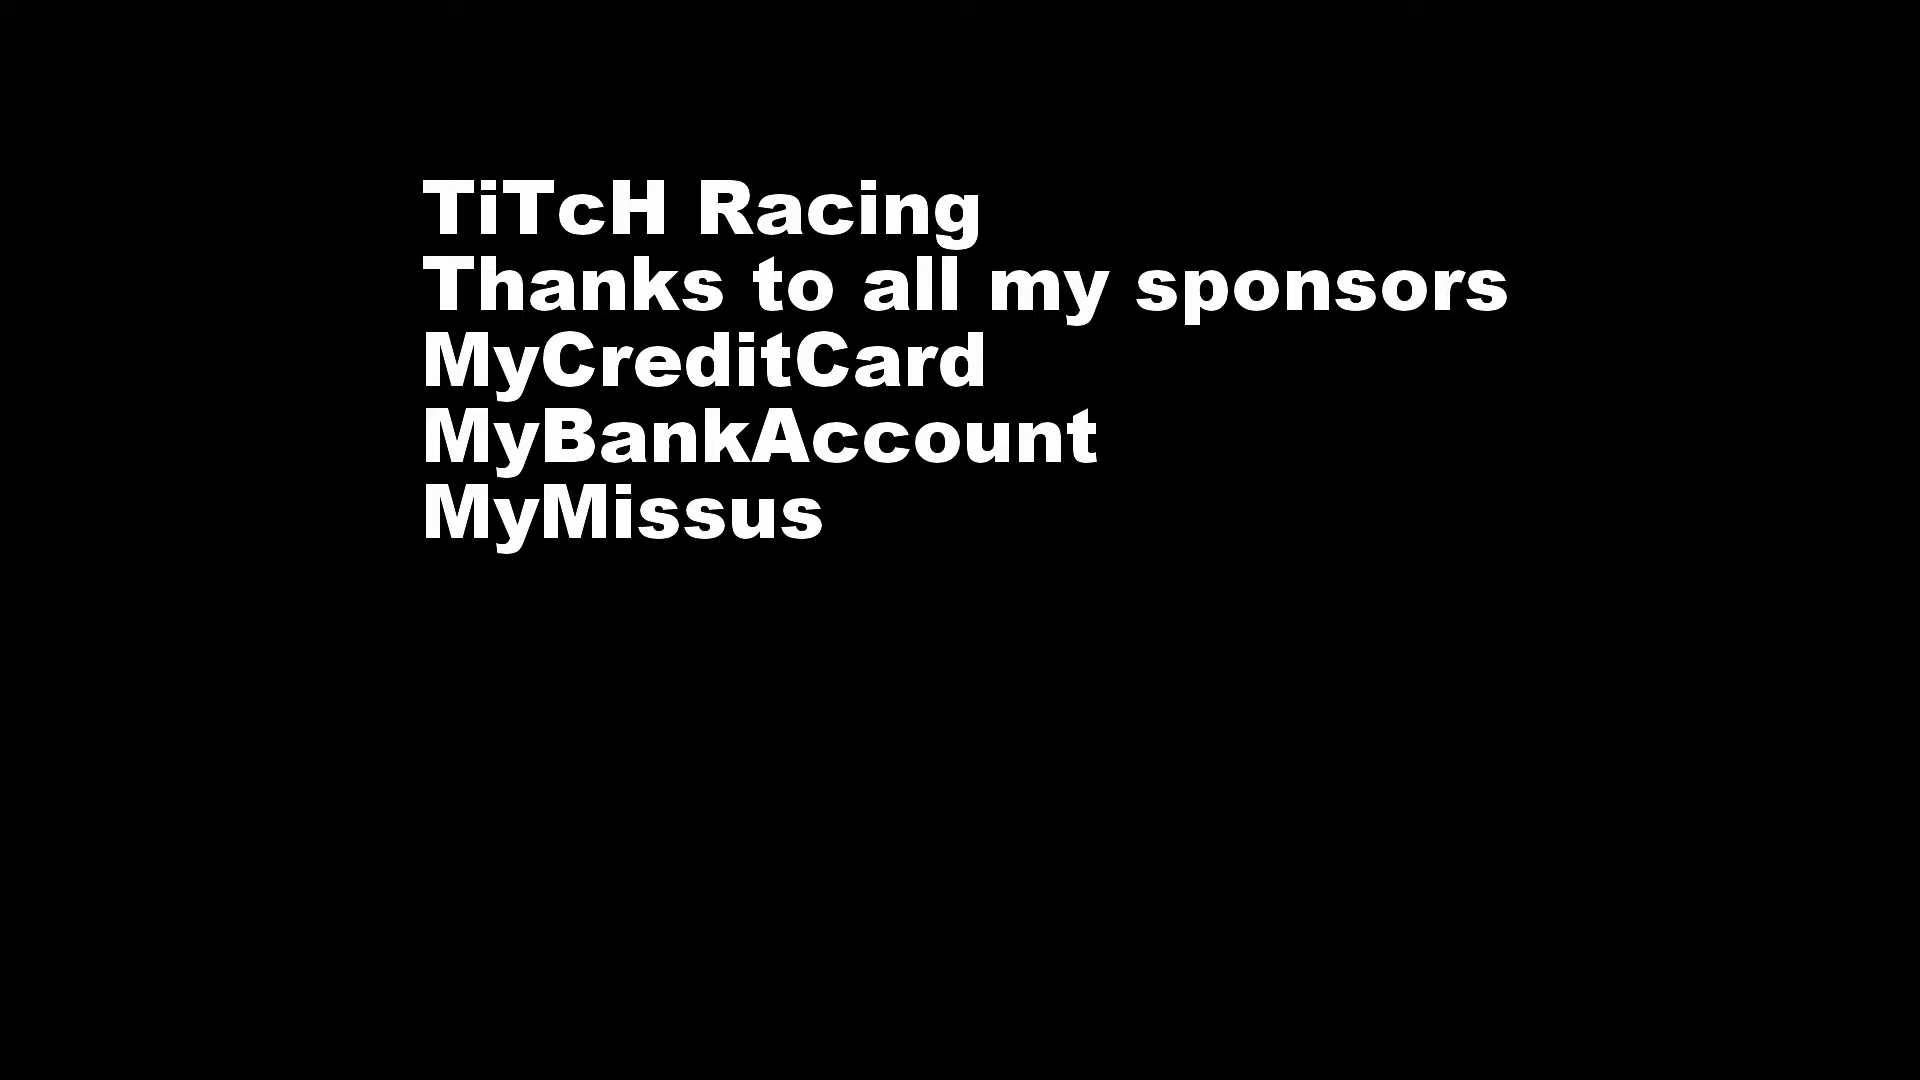 TiTcH Racing
Thanks to all my sponsors
MyCreditCard
MyBankAccount
MyMissus